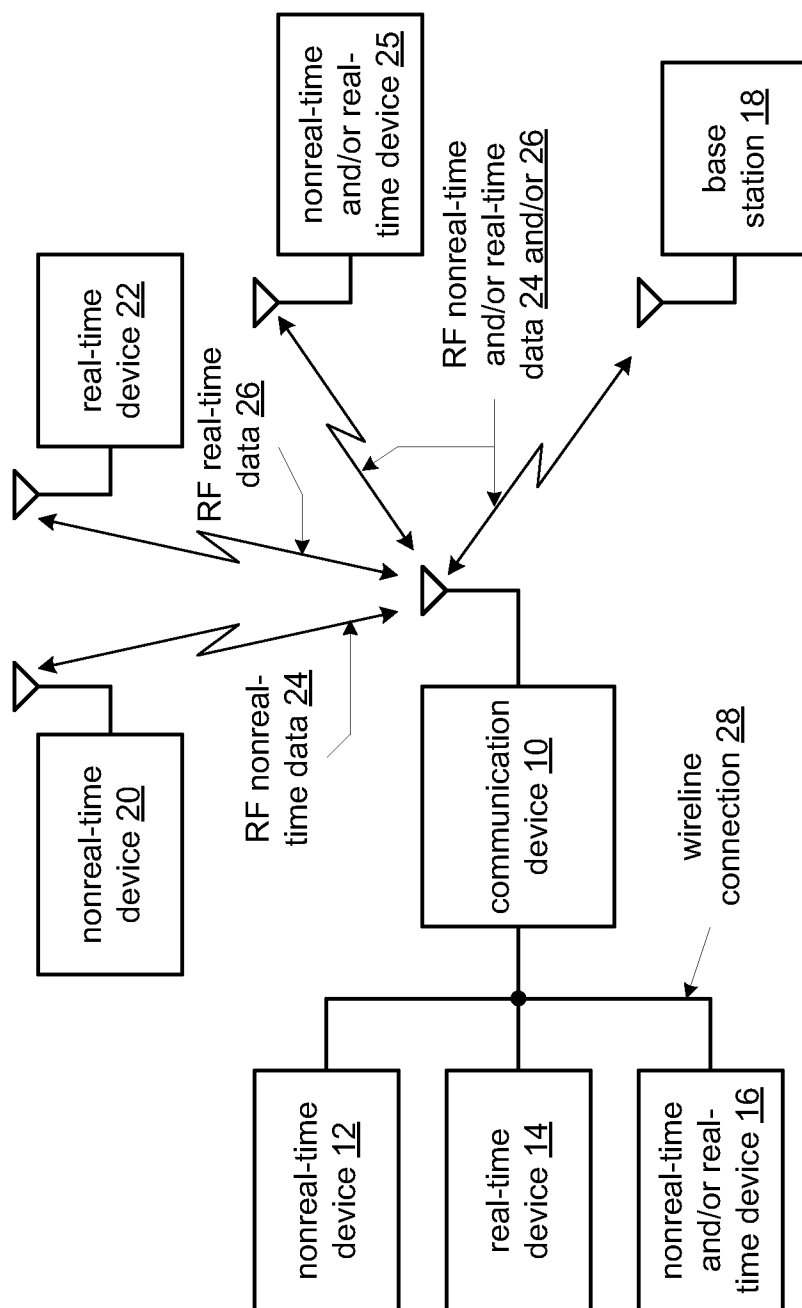 nonreal-time
device 20
real-time
device 22
RF nonreal-
time data 24
RF real-time
data 26
nonreal-time
device 12
real-time
device 14
nonreal-time
and/or real-
time device 16
communication
device 10
wireline
connection 28
nonreal-time
and/or real-
time device 25
RF nonreal-time
and/or real-time
data 24 and/or 26
base
station 18